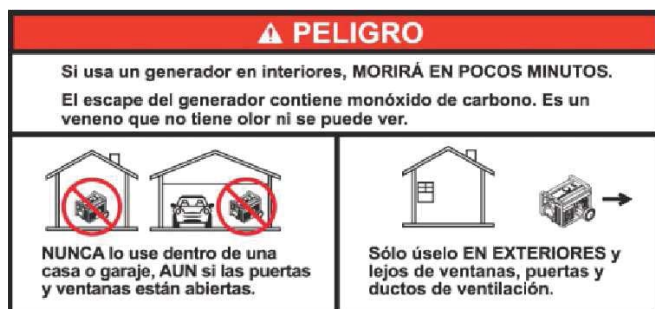 PELIGRO
Si usa un generador en interiores, MORIRÁ EN POCOS MINUTOS.
El escape del generador contiene monóxido de carbono. Es un
veneno que no tiene olor ni se puede ver.
NUNCA lo use dentro de una
casa o garaje, AUN si las puertas
y ventanas están abiertas.
Sólo úselo EN EXTERIORES y
lejos de ventanas, puertas y
ductos de ventilación.